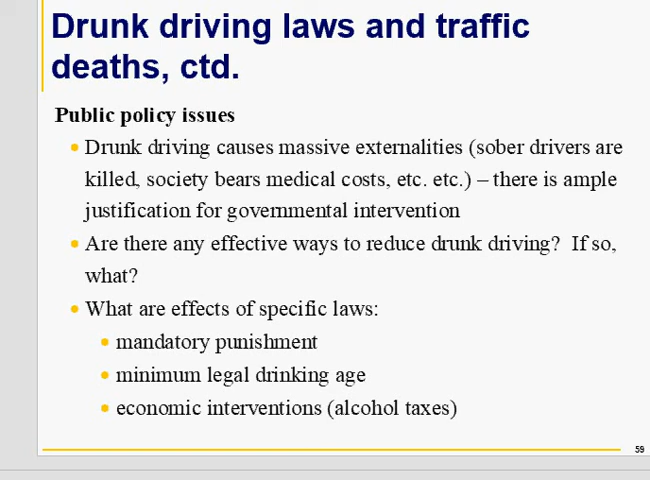 Drunk driving laws and traffic
deaths, ctd.
Public policy issues
• Drunk driving causes massive externalities (sober drivers are
killed, society bears medical costs, etc. etc.) – there is ample
justification for governmental intervention
• Are there any effective ways to reduce drunk driving?  If so,
what?
• What are effects of specific laws:
• mandatory punishment
• minimum legal drinking age
• economic interventions (alcohol taxes)
59